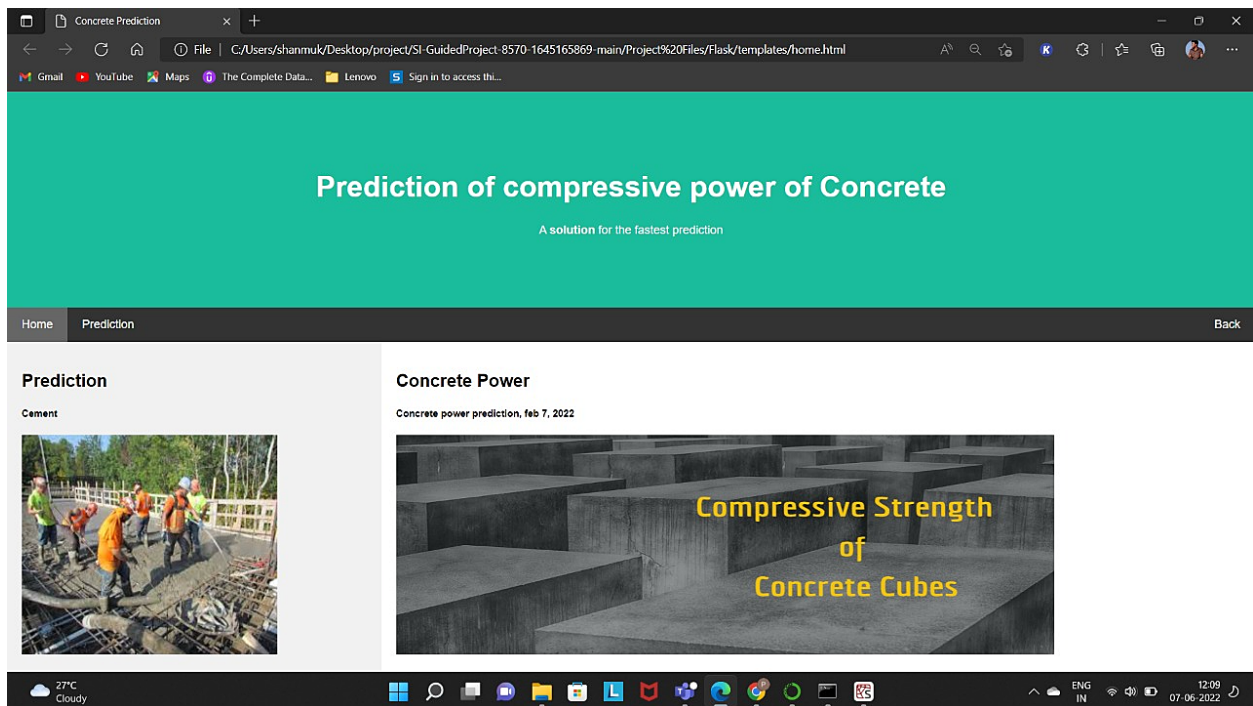 Concrete Prediction
File | C:/Users/shanmuk/Desktop/project/SI-GuidedProject-8570-1645165869-main/Project%20Files/Flask/templates/home.html
Gmail YouTube Maps The Complete Data... Lenovo Sign in to access thi...
Prediction of compressive power of Concrete
A solution for the fastest prediction
Home Prediction Back
Prediction
Cement
Concrete Power
Concrete power prediction, feb 7, 2022
Compressive Strength
of
Concrete Cubes
27°C
Cloudy
ENG
IN
12:09
07-06-2022